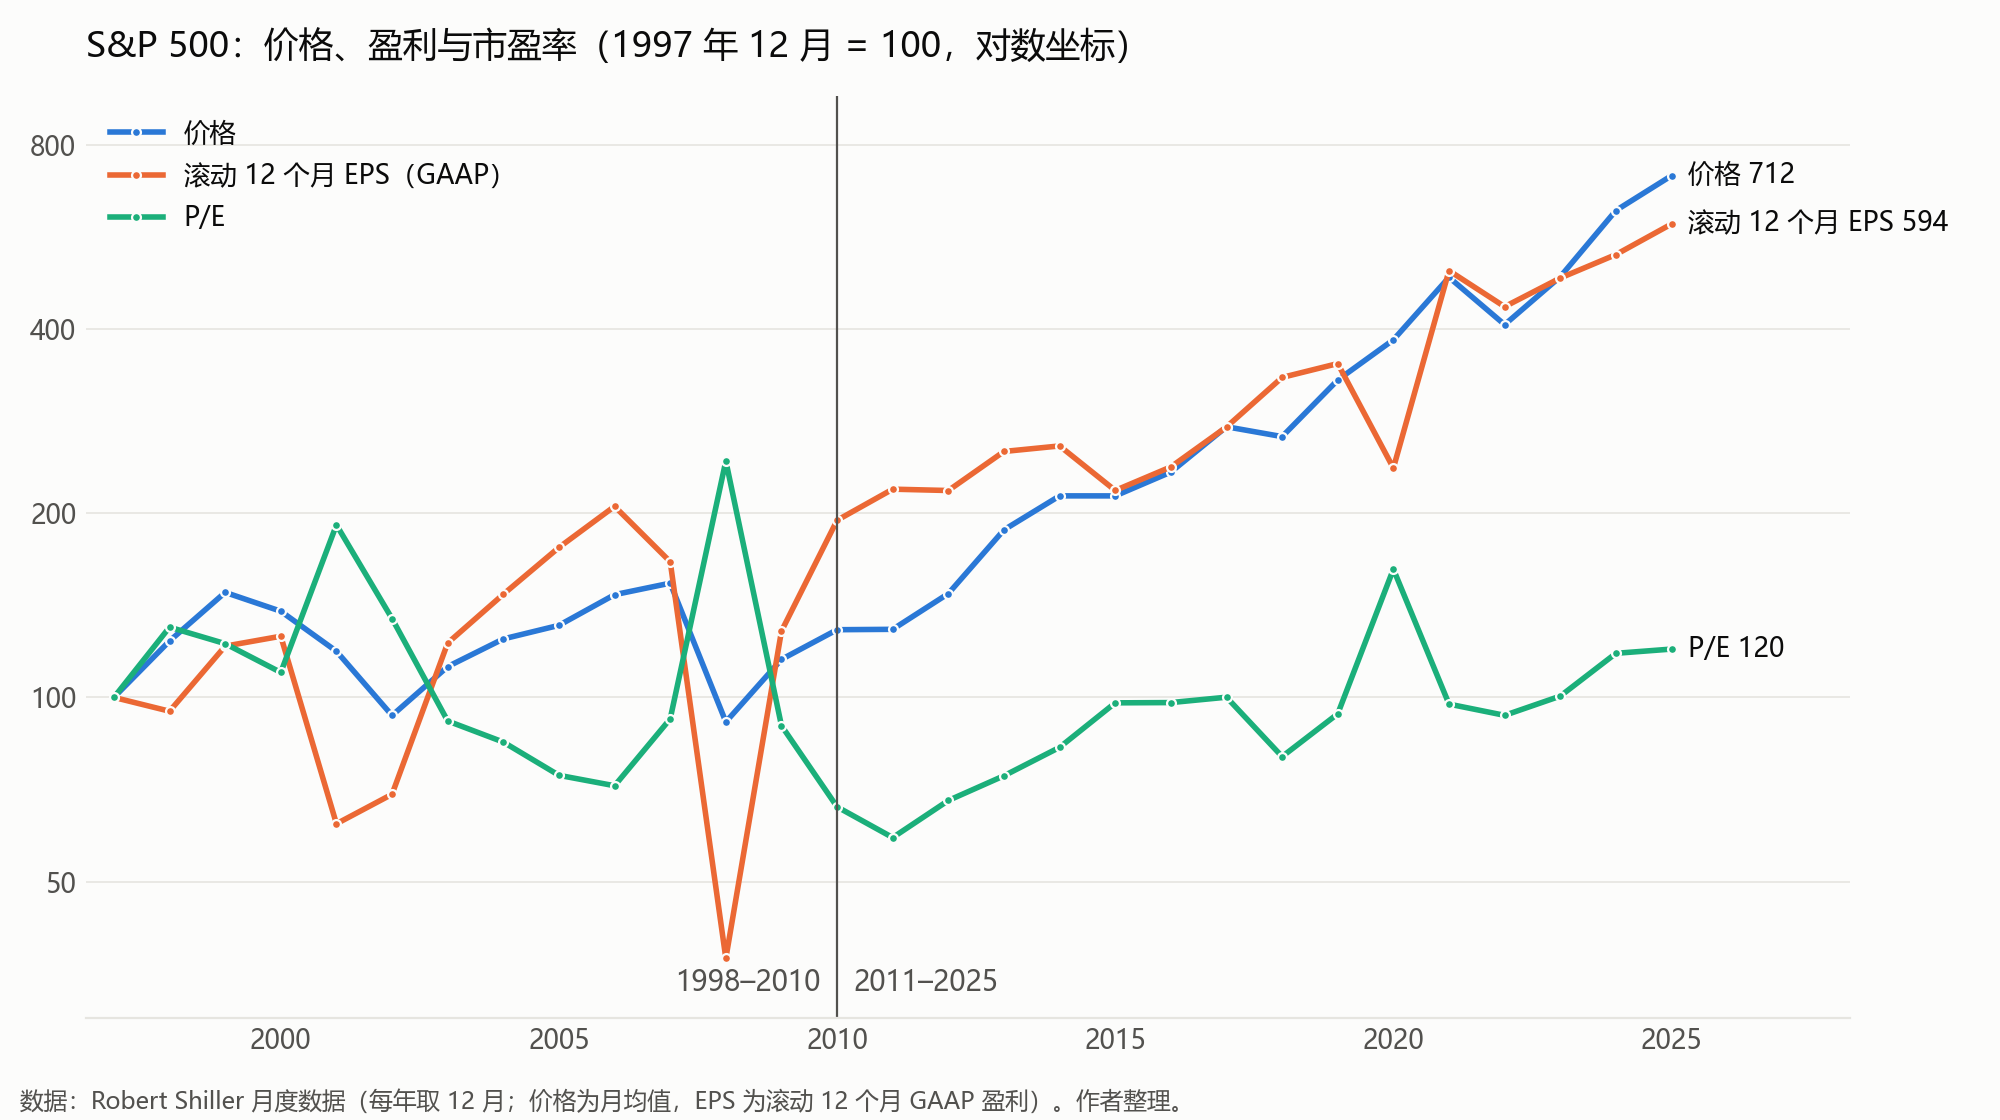 S&P 500：价格、盈利与市盈率（1997 年 12 月 = 100，对数坐标）
价格
滚动 12 个月 EPS（GAAP）
P/E
800
400
200
100
50
价格 712
滚动 12 个月 EPS 594
P/E 120
1998–2010
2011–2025
2000
2005
2010
2015
2020
2025
数据：Robert Shiller 月度数据（每年取 12 月；价格为月均值，EPS 为滚动 12 个月 GAAP 盈利）。作者整理。